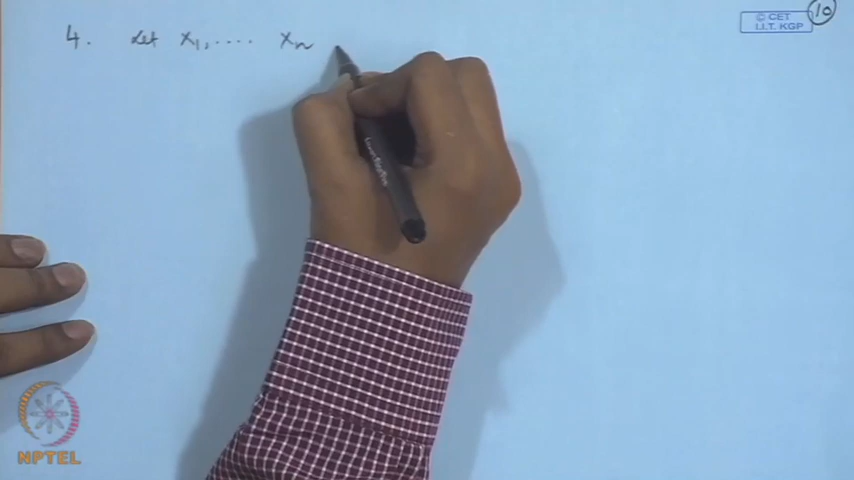 4. Let X1, .... Xn
© CET
I.I.T. KGP
10
NPTEL